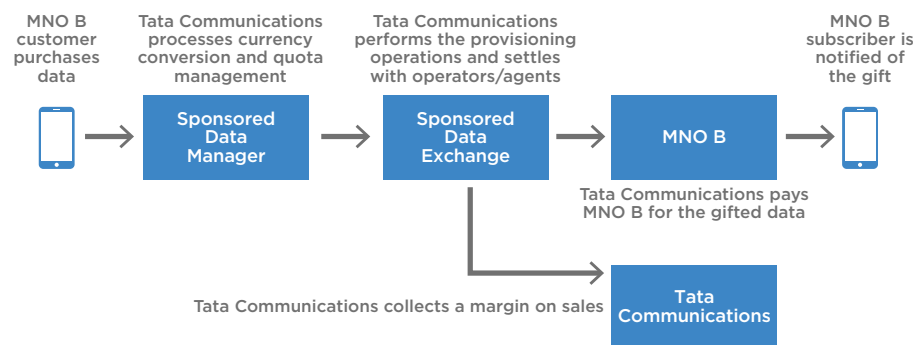 MNO B
customer
purchases
data
Tata Communications
processes currency
conversion and quota
management
Tata Communications
performs the provisioning
operations and settles
with operators/agents
MNO B
subscriber is
notified of
the gift
Sponsored
Data
Manager
Sponsored
Data
Exchange
MNO B
Tata Communications pays
MNO B for the gifted data
Tata Communications collects a margin on sales
Tata
Communications